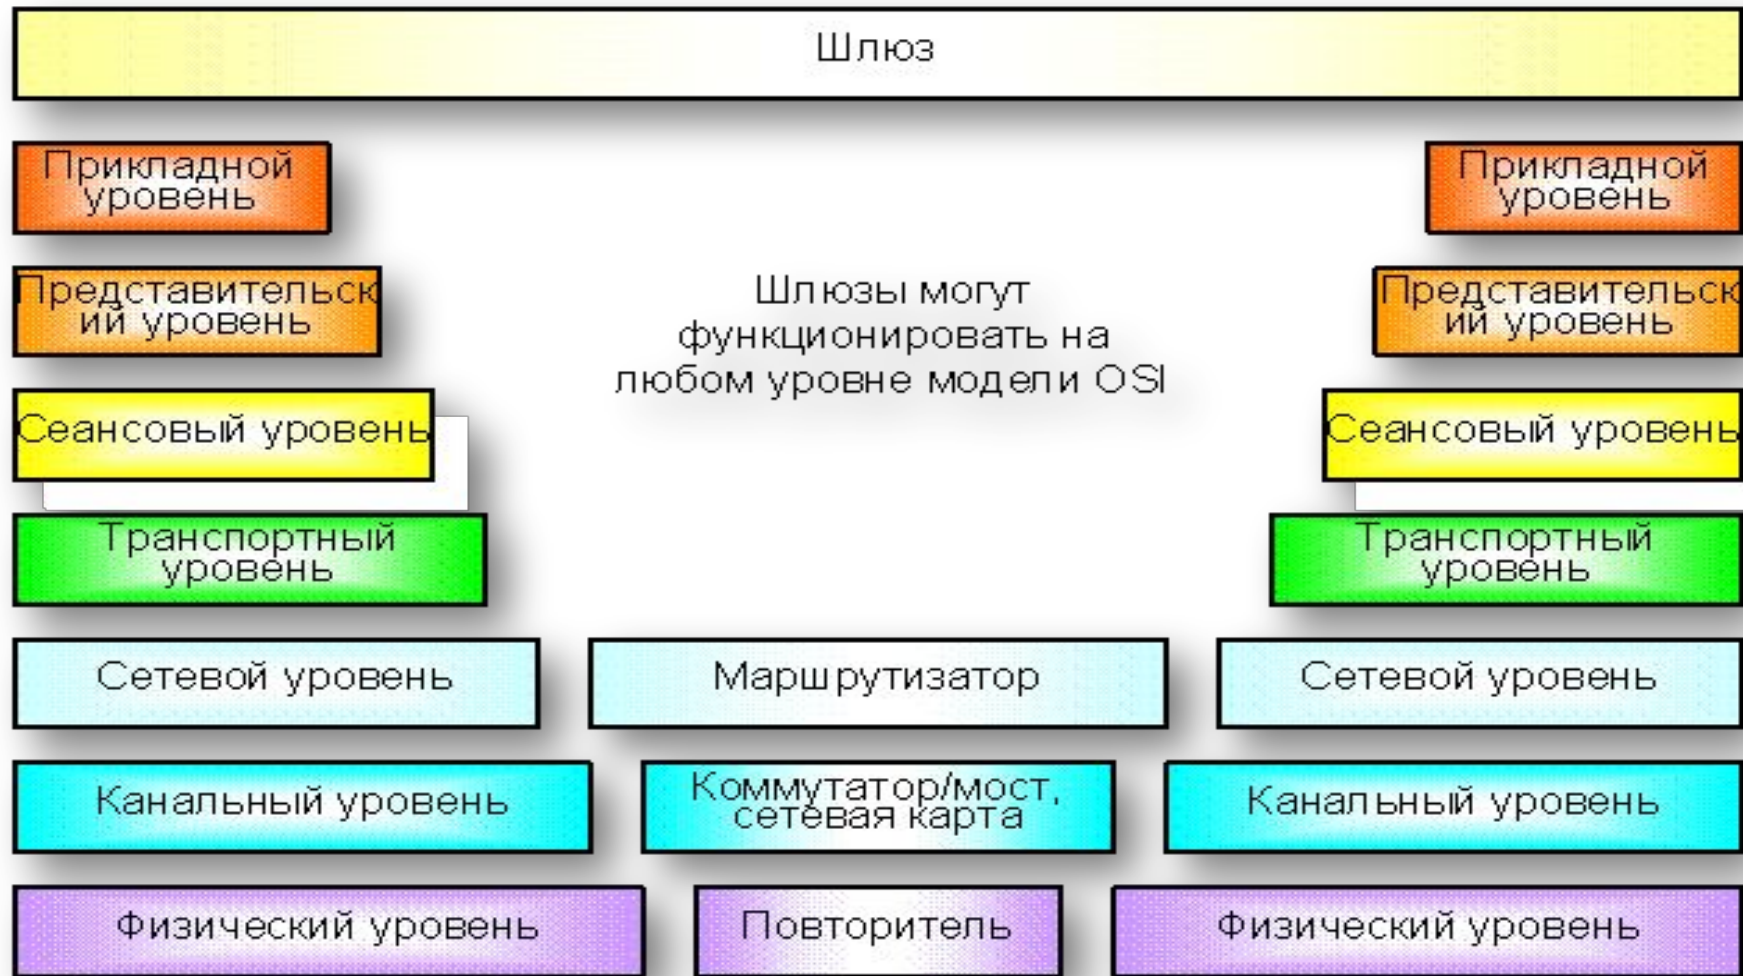 Шлюз
Прикладной
уровень
Прикладной
уровень
Представительск
ий уровень
Шлюзы могут
функционировать на
любом уровне модели OSI
Представительск
ий уровень
Сеансовый уровень
Сеансовый уровень
Транспортный
уровень
Транспортный
уровень
Сетевой уровень
Маршрутизатор
Сетевой уровень
Канальный уровень
Коммутатор/мост,
сетевая карта
Канальный уровень
Физический уровень
Повторитель
Физический уровень